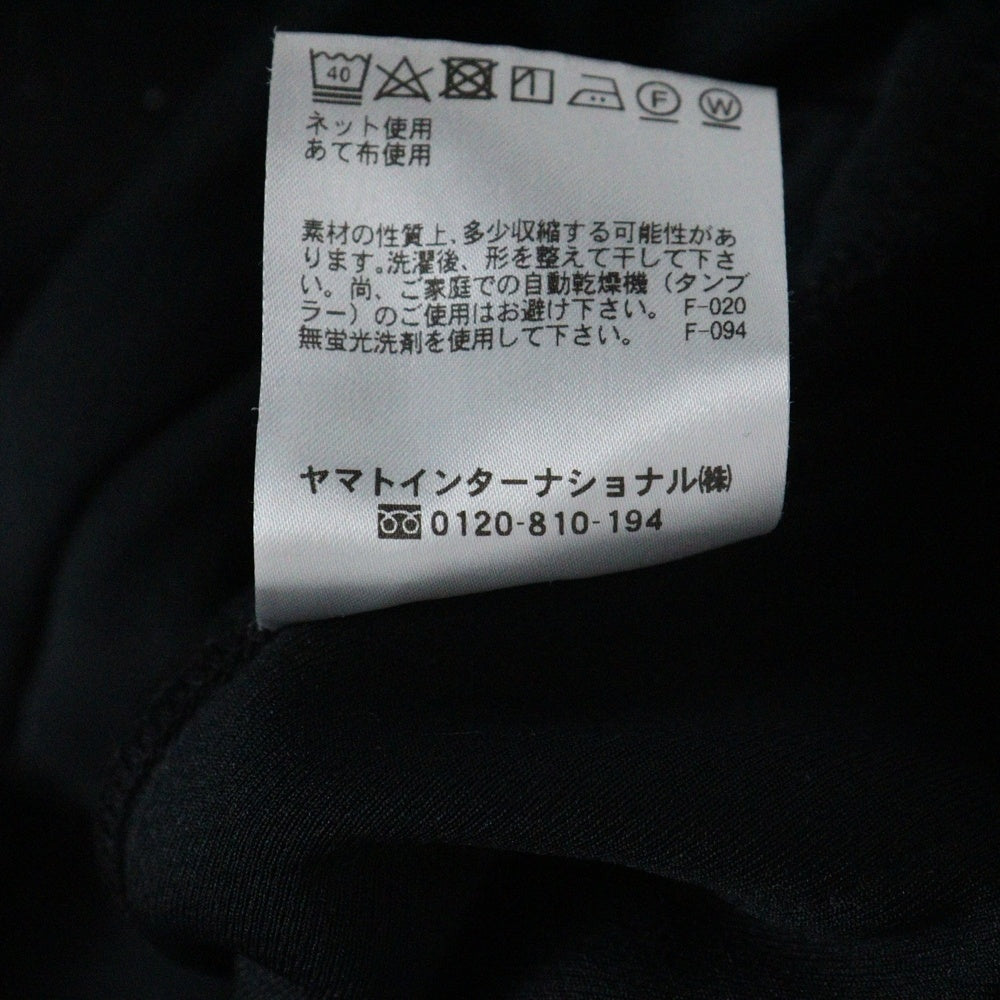 40
F W
ネット使用
あて布使用
素材の性質上、多少収縮する可能性があ
ります。洗濯後、形を整えて干して下さ
い。尚、ご家庭での自動乾燥機（タンブ
ラー）のご使用はお避け下さい。 F-020
無蛍光洗剤を使用して下さい。 F-094
ヤマトインターナショナル㈱
0120-810-194